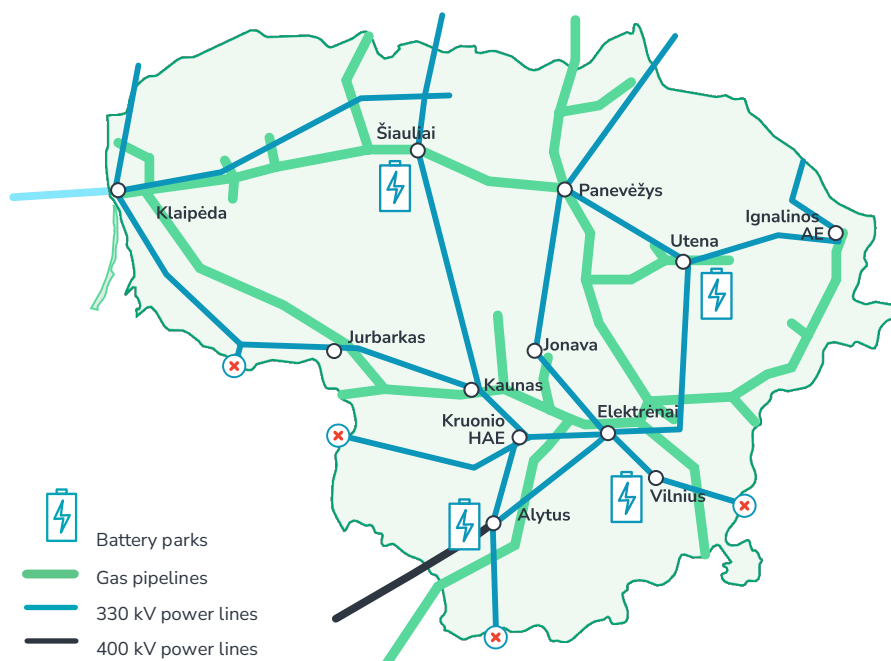 Šiauliai
Panevėžys
Klaipėda
Ignalinos
AE
Utena
Jurbarkas
Jonava
Kaunas
Elektrėnai
Kruonio
HAE
Vilnius
Alytus
Battery parks
Gas pipelines
330 kV power lines
400 kV power lines